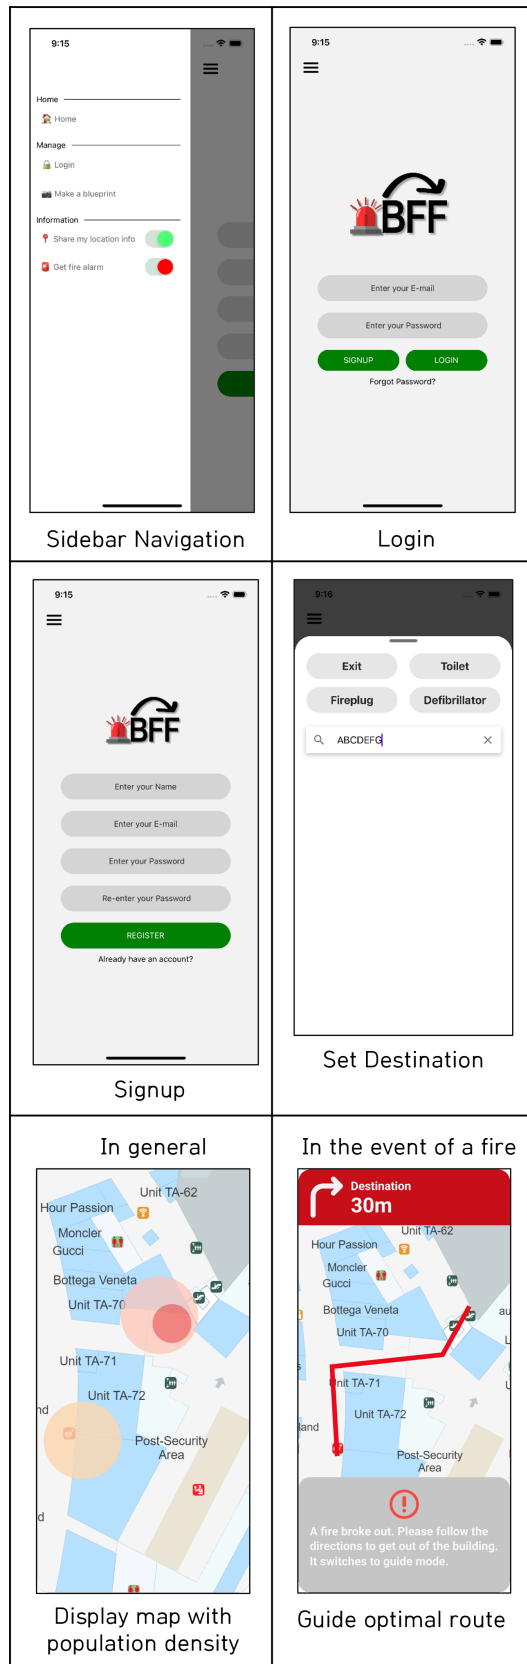 9:15
Home
Home
Manage
Login
Make a blueprint
Information
Share my location info
Get fire alarm
Sidebar Navigation
9:15
BFF
Enter your E-mail
Enter your Password
SIGNUP LOGIN
Forgot Password?
Login
9:15
BFF
Enter your Name
Enter your E-mail
Enter your Password
Re-enter your Password
REGISTER
Already have an account?
Signup
9:16
Exit Toilet
Fireplug Defibrillator
ABCDEFG
Set Destination
In general
Unit TA-62
Hour Passion
Moncler
Gucci
Bottega Veneta
Unit TA-70
Unit TA-71
Unit TA-72
nd
Post-Security
Area
d
Display map with
population density
In the event of a fire
Destination
30m
Unit TA-62
Hour Passion
Moncler
Gucci
Bottega Veneta
au
Unit TA-70
L
s
Unit TA-71
Unit TA-72
land
Post-Security
Area
A fire broke out. Please follow the
directions to get out of the building.
It switches to guide mode.
Guide optimal route